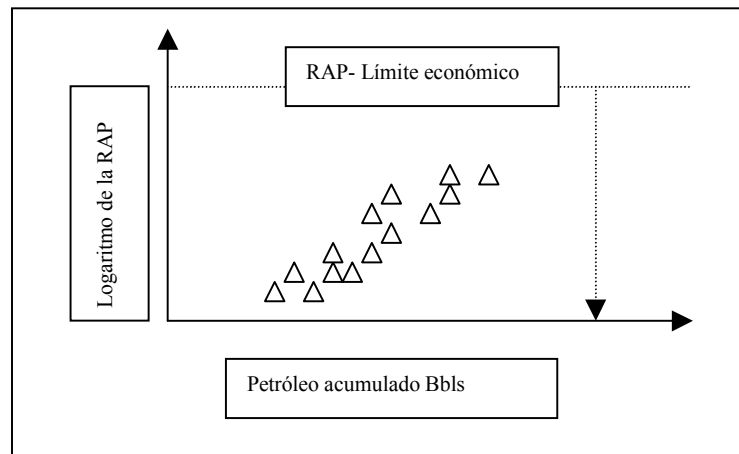 RAP- Límite económico
Logaritmo de la RAP
Petróleo acumulado Bbls